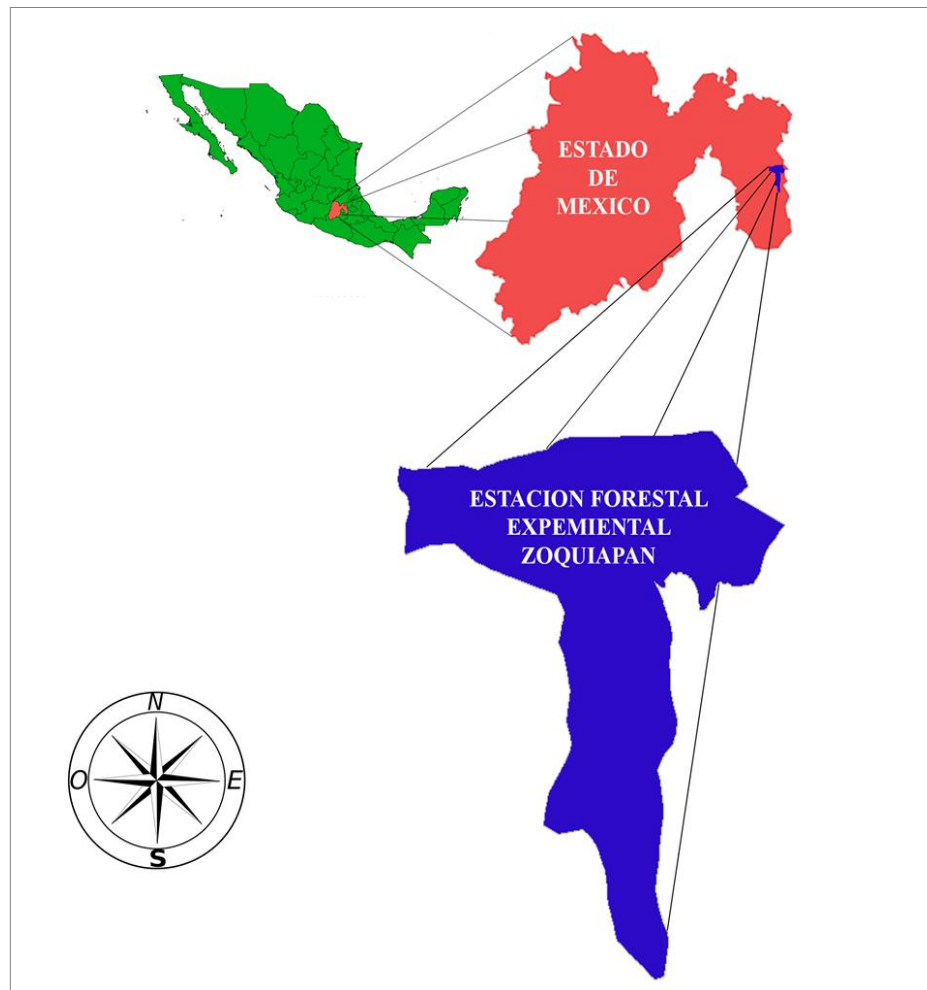 ESTADO
DE
MEXICO
ESTACION FORESTAL
EXPEMIENTAL
ZOQUIAPAN
N
O
E
S